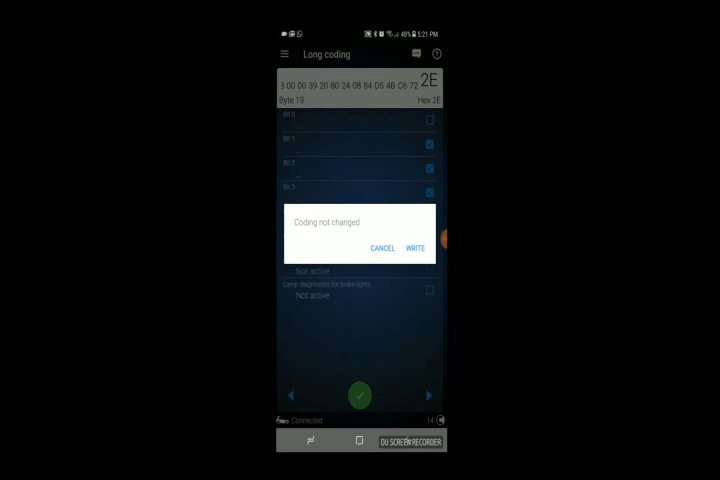 48% 5:21 PM
Long coding
3 00 00 39 20 80 24 08 84 D5 4B C6 72 2E
Byte 19 Hex 2E
Bit 0
Bit 1
Bit 2
Bit 3
Coding not changed
CANCEL WRITE
Not active
Lamp diagnostics for brake lights
Not active
Connected 14
DU SCREEN RECORDER